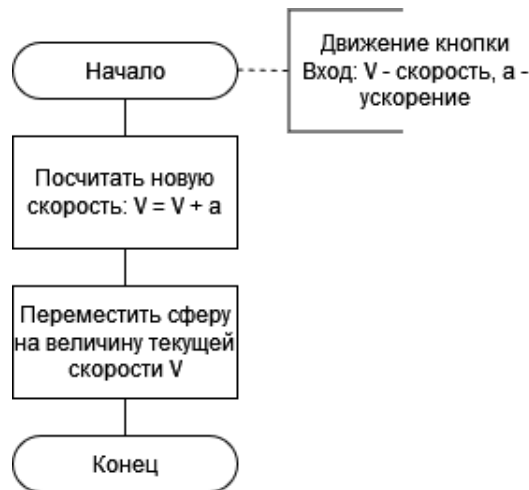 Начало
Движение кнопки
Вход: V - скорость, a -
ускорение
Посчитать новую
скорость: V = V + a
Переместить сферу
на величину текущей
скорости V
Конец